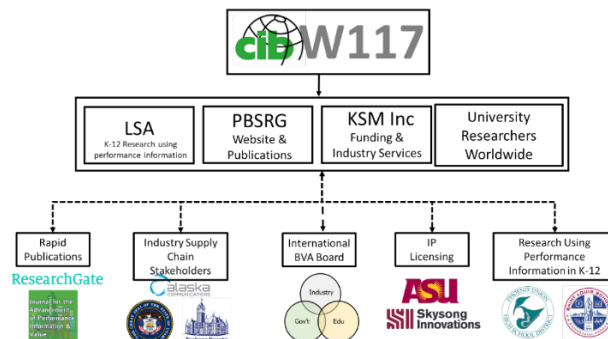 cib W117
LSA
K-12 Research using
performance information
PBSRG
Website &
Publications
KSM Inc
Funding &
Industry Services
University
Researchers
Worldwide
Rapid
Publications
Industry Supply
Chain
Stakeholders
International
BVA Board
IP
Licensing
Research Using
Performance
Information in K-12
ResearchGate
Journal for the
Advancement
of Performance
Information &
Value
alaska
COMMUNICATIONS
Industry
Gov't
Edu
ASU
Skysong
Innovations